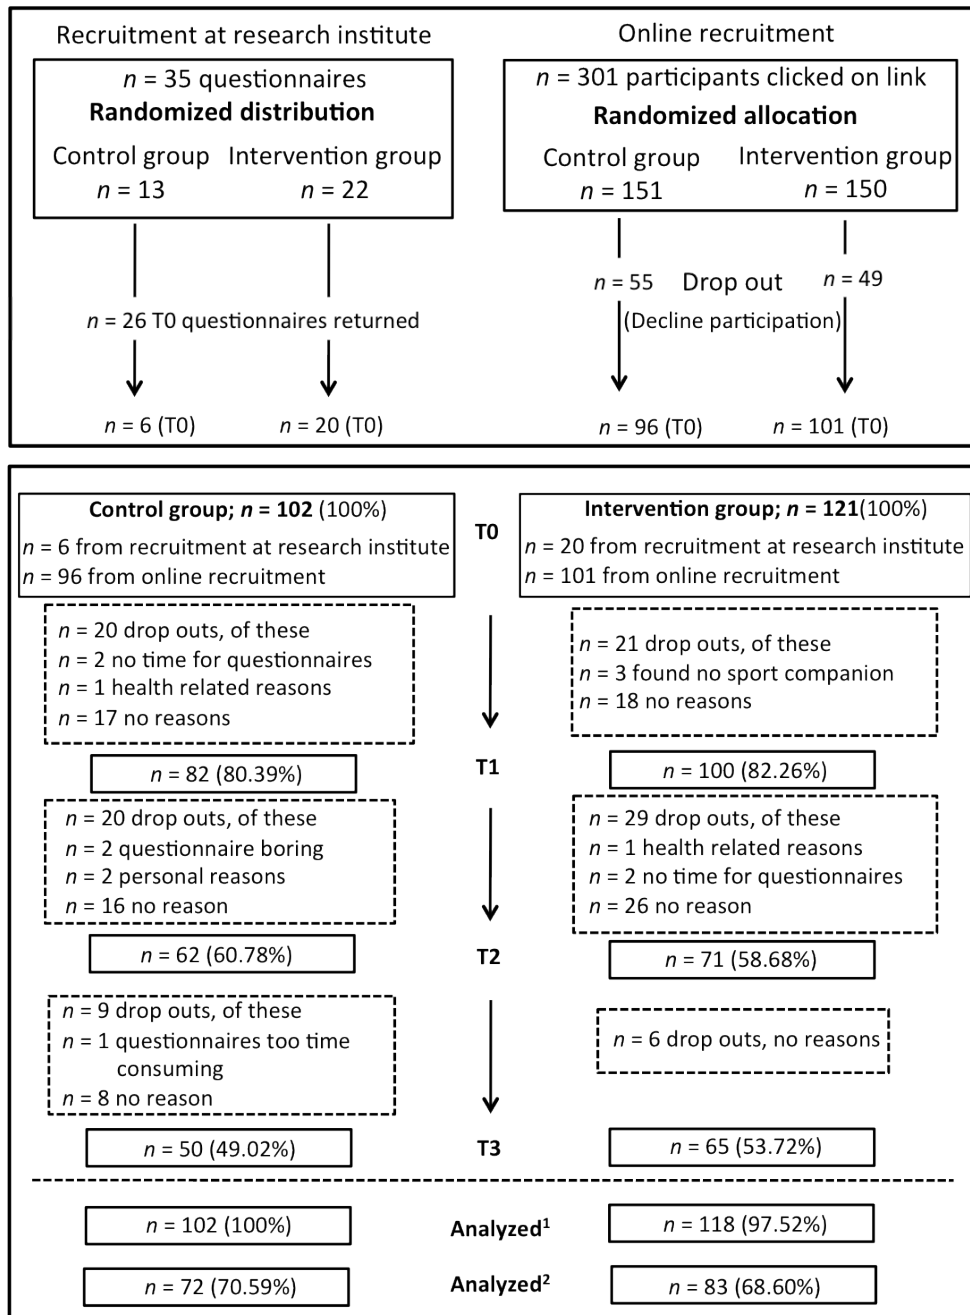 Recruitment at research institute
n = 35 questionnaires
Randomized distribution
Control group Intervention group
n = 13 n = 22
n = 26 T0 questionnaires returned
n = 6 (T0) n = 20 (T0)
Online recruitment
n = 301 participants clicked on link
Randomized allocation
Control group Intervention group
n = 151 n = 150
n = 55 Drop out n = 49
(Decline participation)
n = 96 (T0) n = 101 (T0)
Control group; n = 102 (100%)
n = 6 from recruitment at research institute
n = 96 from online recruitment
T0
Intervention group; n = 121(100%)
n = 20 from recruitment at research institute
n = 101 from online recruitment
n = 20 drop outs, of these
n = 2 no time for questionnaires
n = 1 health related reasons
n = 17 no reasons
n = 21 drop outs, of these
n = 3 found no sport companion
n = 18 no reasons
n = 82 (80.39%) T1 n = 100 (82.26%)
n = 20 drop outs, of these
n = 2 questionnaire boring
n = 2 personal reasons
n = 16 no reason
n = 29 drop outs, of these
n = 1 health related reasons
n = 2 no time for questionnaires
n = 26 no reason
n = 62 (60.78%) T2 n = 71 (58.68%)
n = 9 drop outs, of these
n = 1 questionnaires too time
consuming
n = 8 no reason
n = 6 drop outs, no reasons
n = 50 (49.02%) T3 n = 65 (53.72%)
n = 102 (100%) Analyzed¹ n = 118 (97.52%)
n = 72 (70.59%) Analyzed² n = 83 (68.60%)